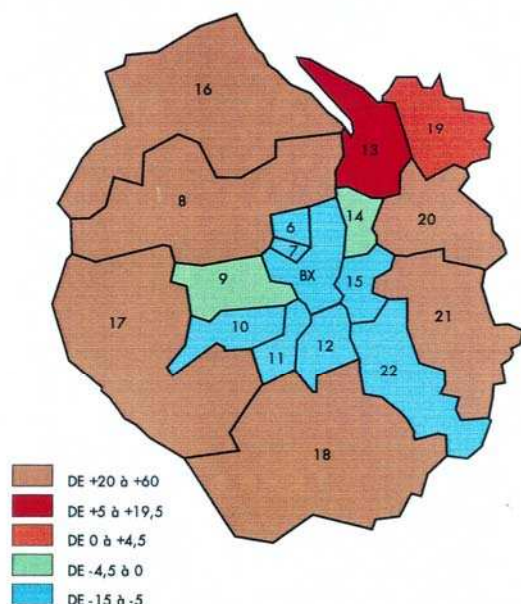 16
19
13
8
20
14
6
7
BX
9
15
17
21
10
12
11
22
18
DE +20 à +60
DE +5 à +19,5
DE 0 à +4,5
DE -4,5 à 0
DE -15 à -5